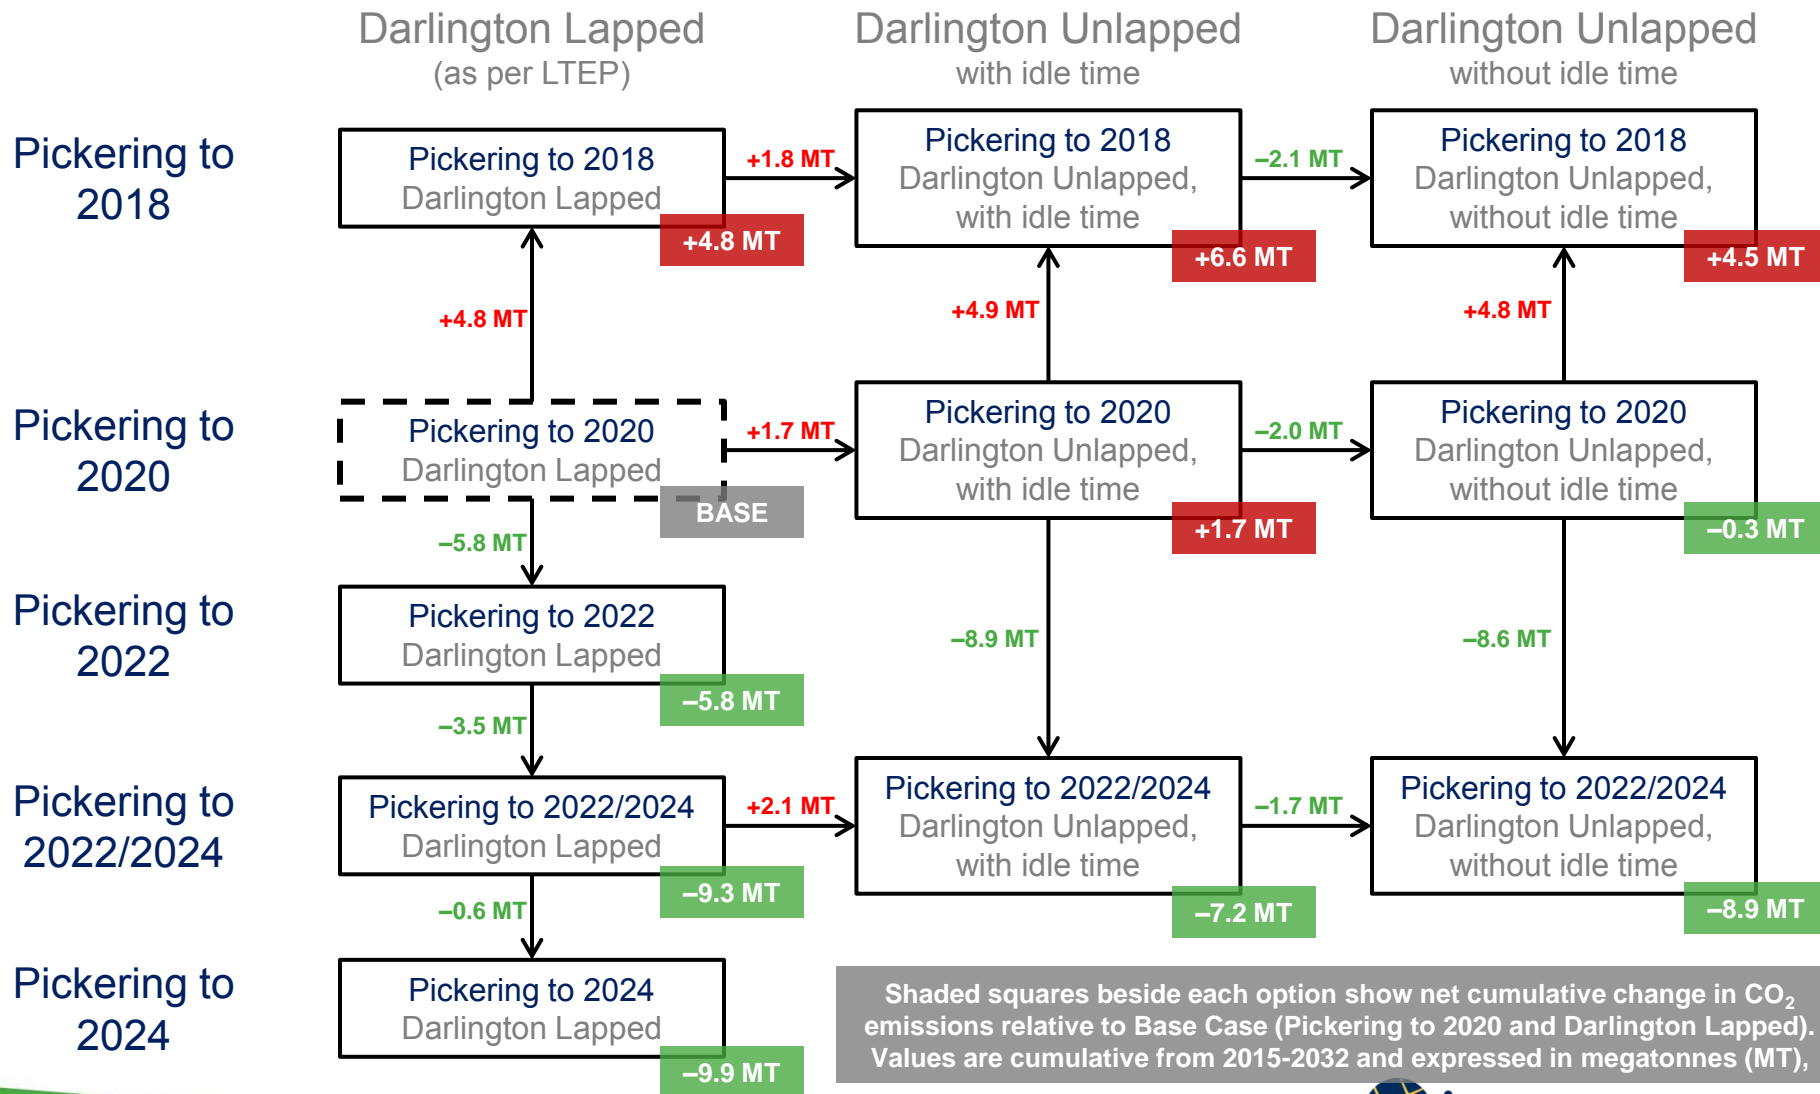 Darlington Lapped
(as per LTEP)
Darlington Unlapped
with idle time
Darlington Unlapped
without idle time
Pickering to
2018
Pickering to 2018
Darlington Lapped
+4.8 MT
+1.8 MT
Pickering to 2018
Darlington Unlapped,
with idle time
+6.6 MT
–2.1 MT
Pickering to 2018
Darlington Unlapped,
without idle time
+4.5 MT
+4.8 MT
+4.9 MT
+4.8 MT
Pickering to
2020
Pickering to 2020
Darlington Lapped
BASE
+1.7 MT
Pickering to 2020
Darlington Unlapped,
with idle time
+1.7 MT
–2.0 MT
Pickering to 2020
Darlington Unlapped,
without idle time
–0.3 MT
–5.8 MT
Pickering to
2022
Pickering to 2022
Darlington Lapped
–5.8 MT
–8.9 MT
–8.6 MT
–3.5 MT
Pickering to
2022/2024
Pickering to 2022/2024
Darlington Lapped
–9.3 MT
+2.1 MT
Pickering to 2022/2024
Darlington Unlapped,
with idle time
–7.2 MT
–1.7 MT
Pickering to 2022/2024
Darlington Unlapped,
without idle time
–8.9 MT
–0.6 MT
Pickering to
2024
Pickering to 2024
Darlington Lapped
–9.9 MT
Shaded squares beside each option show net cumulative change in CO₂
emissions relative to Base Case (Pickering to 2020 and Darlington Lapped).
Values are cumulative from 2015-2032 and expressed in megatonnes (MT),